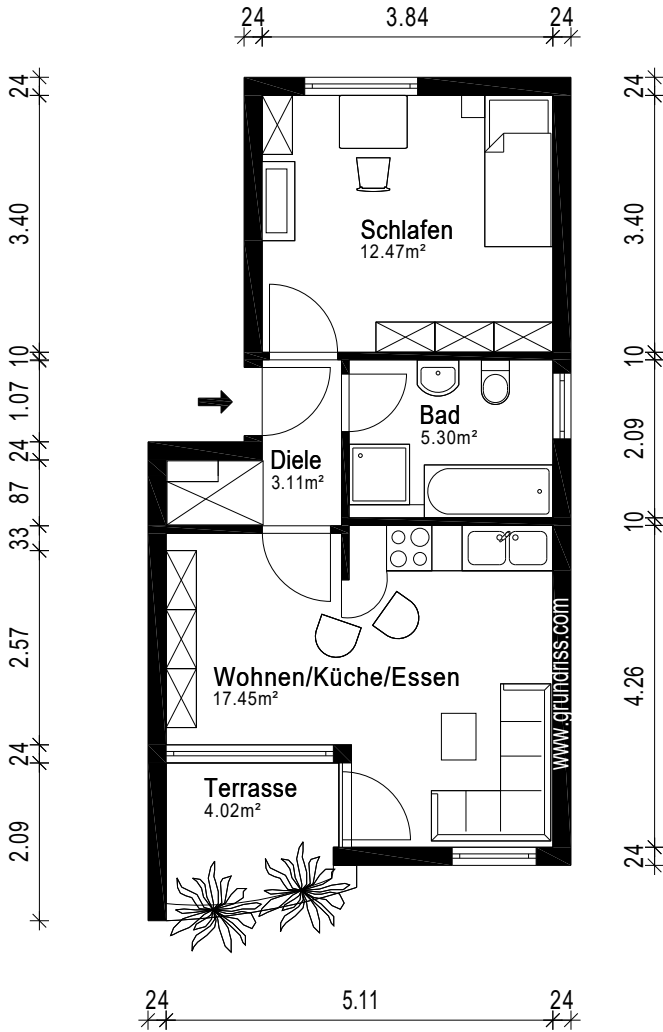 24
3.84
24
24
3.40
10
1.07
24
87
33
2.57
24
2.09
24
3.40
10
2.09
10
4.26
24
Schlafen
12.47m²
Bad
5.30m²
Diele
3.11m²
Wohnen/Küche/Essen
17.45m²
Terrasse
4.02m²
www.grundriss.com
24
5.11
24